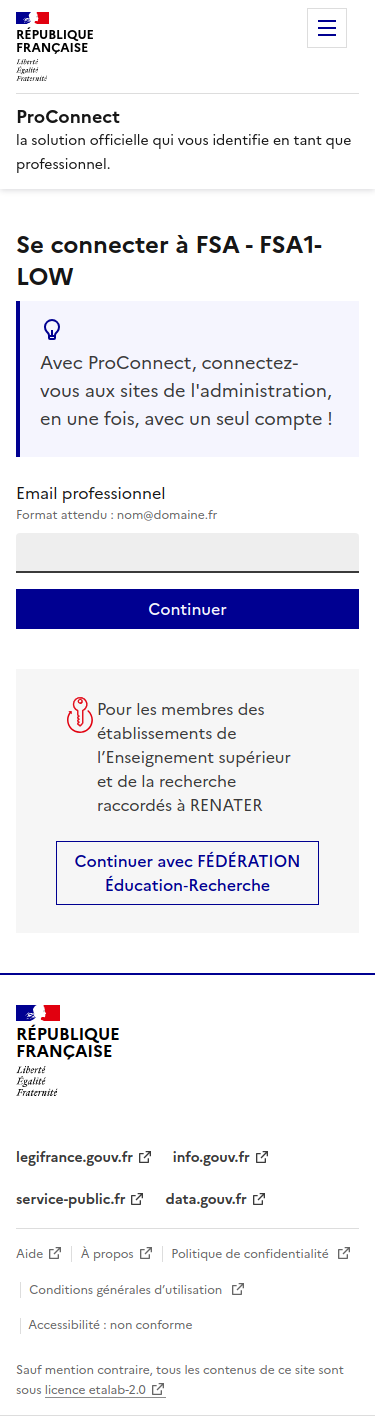 RÉPUBLIQUE
FRANÇAISE
Liberté
Égalité
Fraternité
ProConnect
la solution officielle qui vous identifie en tant que
professionnel.
Se connecter à FSA - FSA1-
LOW
Avec ProConnect, connectez-
vous aux sites de l'administration,
en une fois, avec un seul compte !
Email professionnel
Format attendu : nom@domaine.fr
Continuer
Pour les membres des
établissements de
l’Enseignement supérieur
et de la recherche
raccordés à RENATER
Continuer avec FÉDÉRATION
Éducation-Recherche
RÉPUBLIQUE
FRANÇAISE
Liberté
Égalité
Fraternité
legifrance.gouv.fr info.gouv.fr
service-public.fr data.gouv.fr
Aide À propos Politique de confidentialité
Conditions générales d’utilisation
Accessibilité : non conforme
Sauf mention contraire, tous les contenus de ce site sont
sous licence etalab-2.0